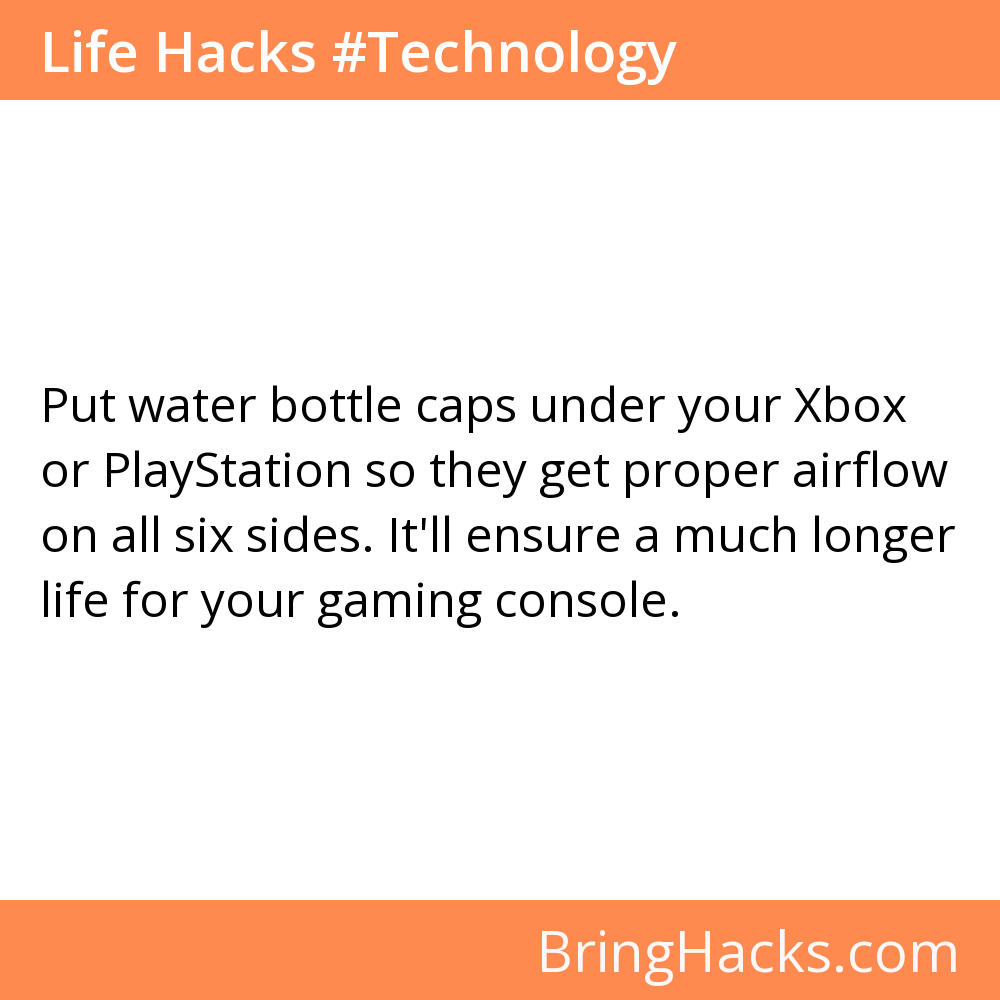 Life Hacks #Technology
Put water bottle caps under your Xbox
or PlayStation so they get proper airflow
on all six sides. It'll ensure a much longer
life for your gaming console.
BringHacks.com